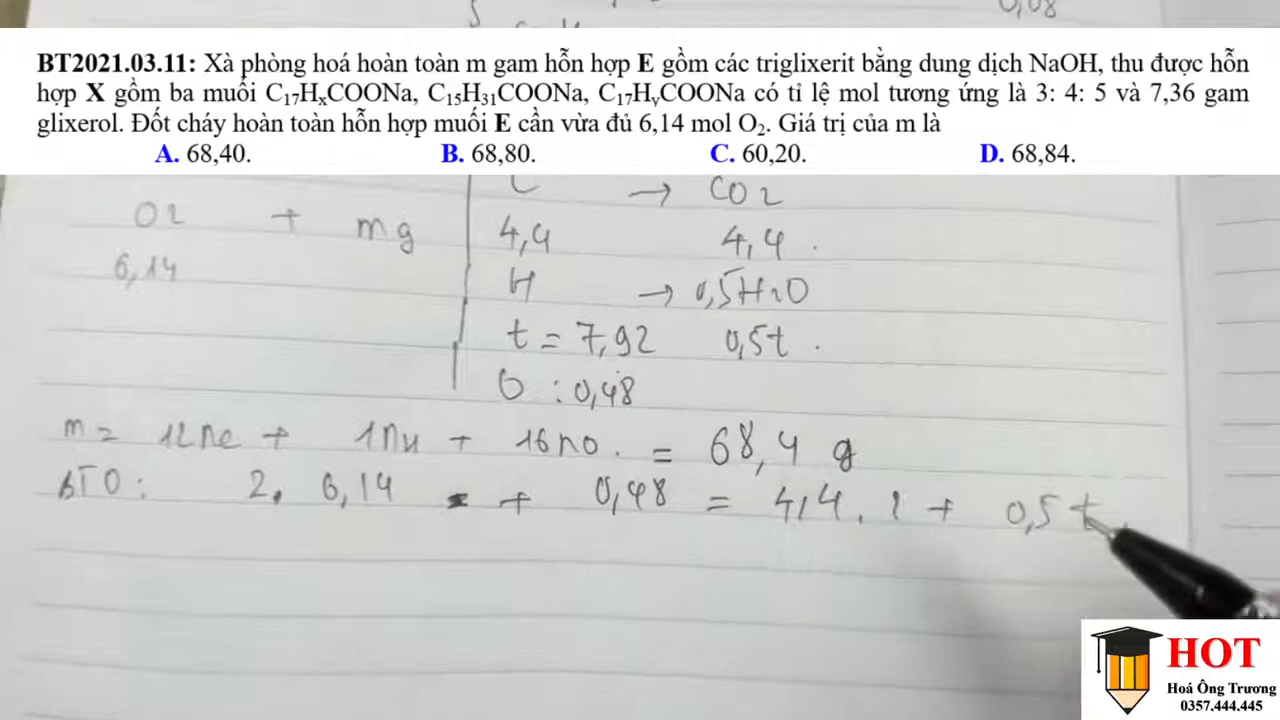 0,08
BT2021.03.11: Xà phòng hoá hoàn toàn m gam hỗn hợp E gồm các triglixerit bằng dung dịch NaOH, thu được hỗn
hợp X gồm ba muối C₁₇HₓCOONa, C₁₅H₃₁COONa, C₁₇HᵧCOONa có tỉ lệ mol tương ứng là 3: 4: 5 và 7,36 gam
glixerol. Đốt cháy hoàn toàn hỗn hợp muối E cần vừa đủ 6,14 mol O₂. Giá trị của m là
A. 68,40. B. 68,80. C. 60,20. D. 68,84.
C → CO2
O2 + mg 4,4 4,4.
6,14 H → 0,5H2O
t = 7,92 0,5t.
O : 0,48
m = 12nc + 1nH + 16nO. = 68,4 g
BTO: 2. 6,14 + 0,48 = 4,4. 2 + 0,5t
HOT
Hoá Ông Trương
0357.444.445